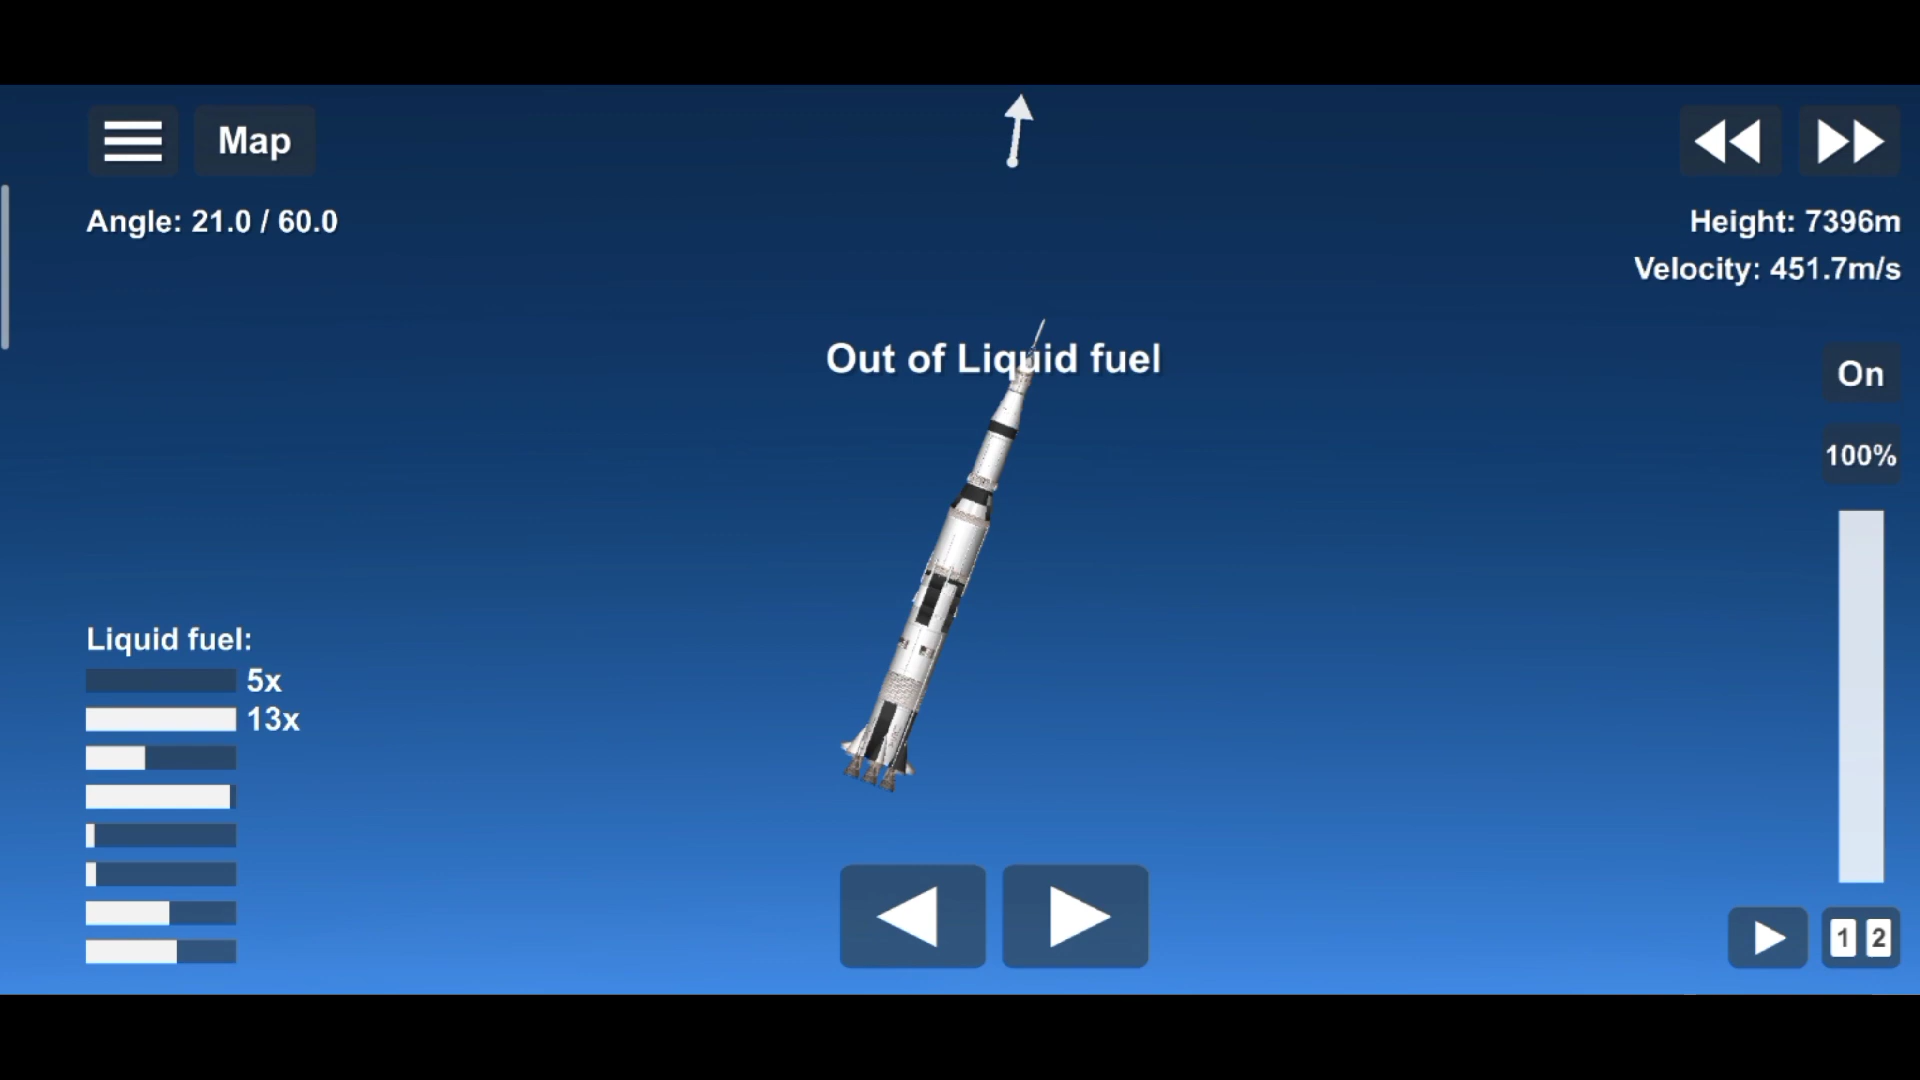 Map
Angle: 21.0 / 60.0
Height: 7396m
Velocity: 451.7m/s
Out of Liquid fuel
On
100%
Liquid fuel:
5x
13x
1 2